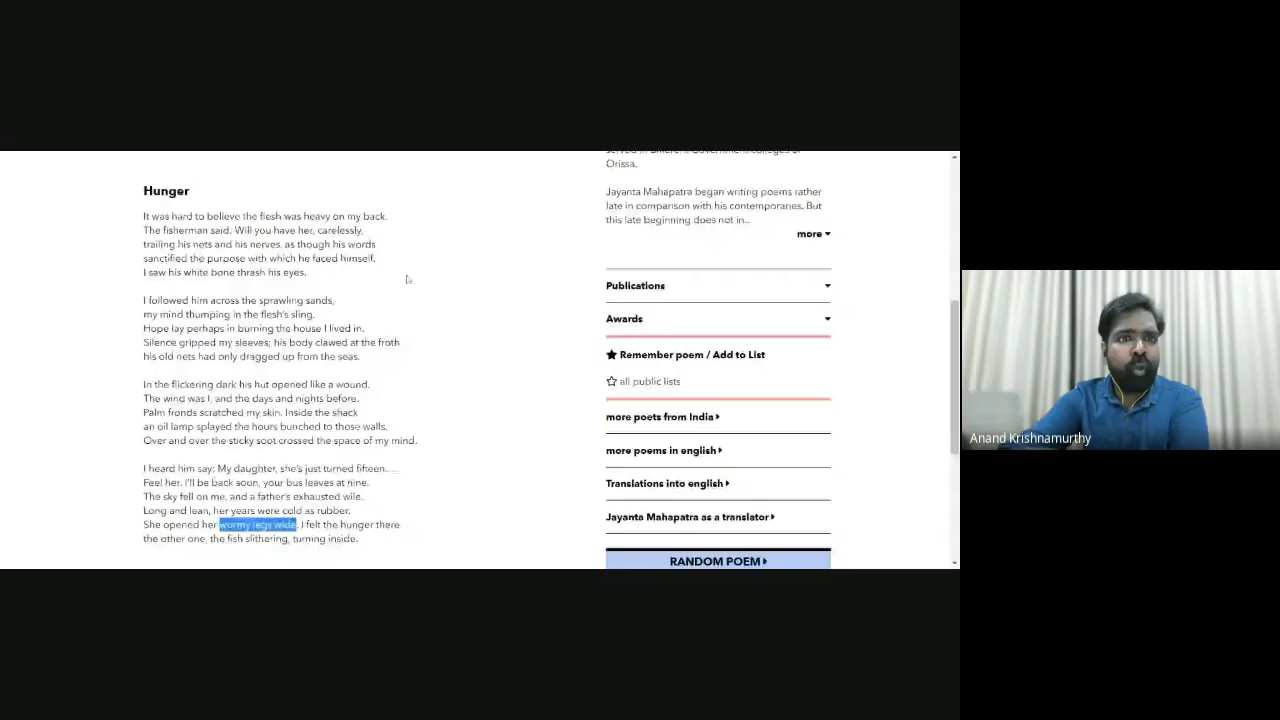 Hunger
It was hard to believe the flesh was heavy on my back.
The fisherman said. Will you have her, carelessly,
trailing his nets and his nerves, as though his words
sanctified the purpose with which he faced himself.
I saw his white bone thrash his eyes.
I followed him across the sprawling sands,
my mind thumping in the flesh's sling.
Hope lay perhaps in burning the house I lived in.
Silence gripped my sleeves; his body clawed at the froth
his old nets had only dragged up from the seas.
In the flickering dark his hut opened like a wound.
The wind was I, and the days and nights before.
Palm fronds scratched my skin. Inside the shack
an oil lamp splayed the hours bunched to those walls.
Over and over the sticky soot crossed the space of my mind.
I heard him say: My daughter, she's just turned fifteen....
Feel her. I'll be back soon, your bus leaves at nine.
The sky fell on me, and a father's exhausted wile.
Long and lean, her years were cold as rubber.
She opened her wormy legs wide. I felt the hunger there
the other one, the fish slithering, turning inside.
served in different Government colleges of
Orissa.
Jayanta Mahapatra began writing poems rather
late in comparison with his contemporaries. But
this late beginning does not in...
more
Publications
Awards
Remember poem / Add to List
all public lists
more poets from India
more poems in english
Translations into english
Jayanta Mahapatra as a translator
RANDOM POEM
Anand Krishnamurthy